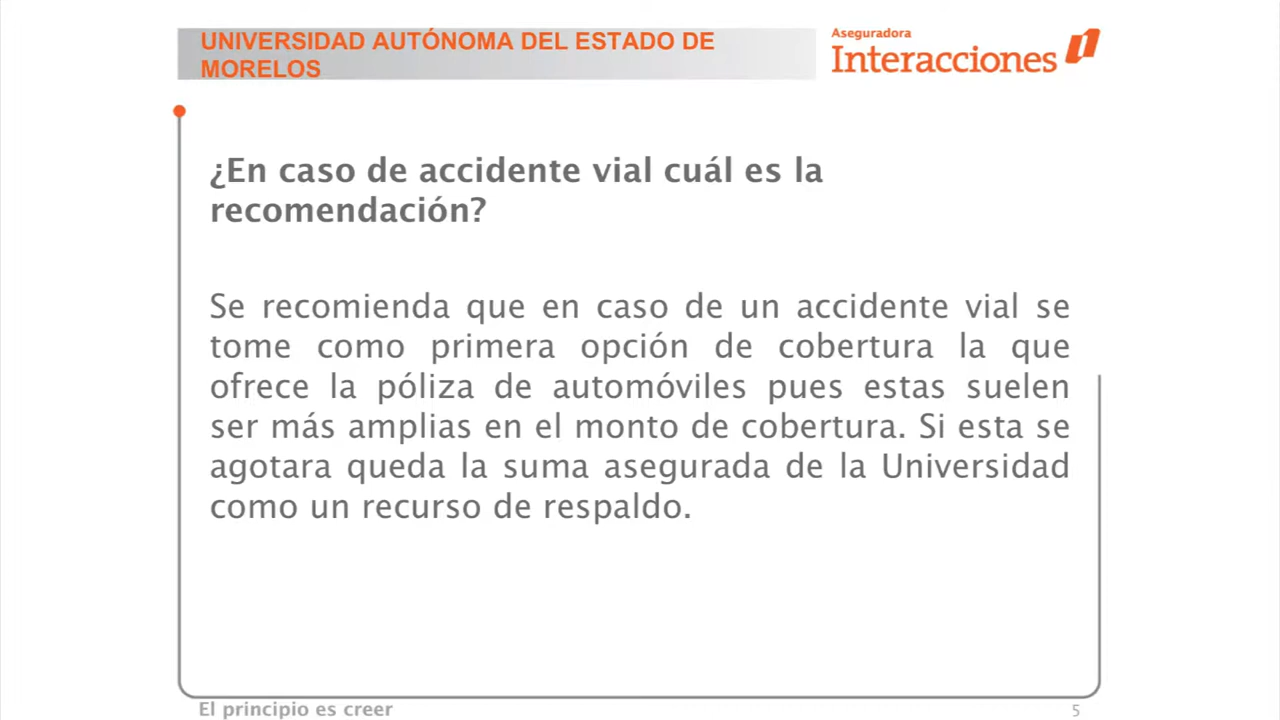 UNIVERSIDAD AUTÓNOMA DEL ESTADO DE
MORELOS
Aseguradora
Interacciones
¿En caso de accidente vial cuál es la
recomendación?
Se recomienda que en caso de un accidente vial se
tome como primera opción de cobertura la que
ofrece la póliza de automóviles pues estas suelen
ser más amplias en el monto de cobertura. Si esta se
agotara queda la suma asegurada de la Universidad
como un recurso de respaldo.
El principio es creer
5